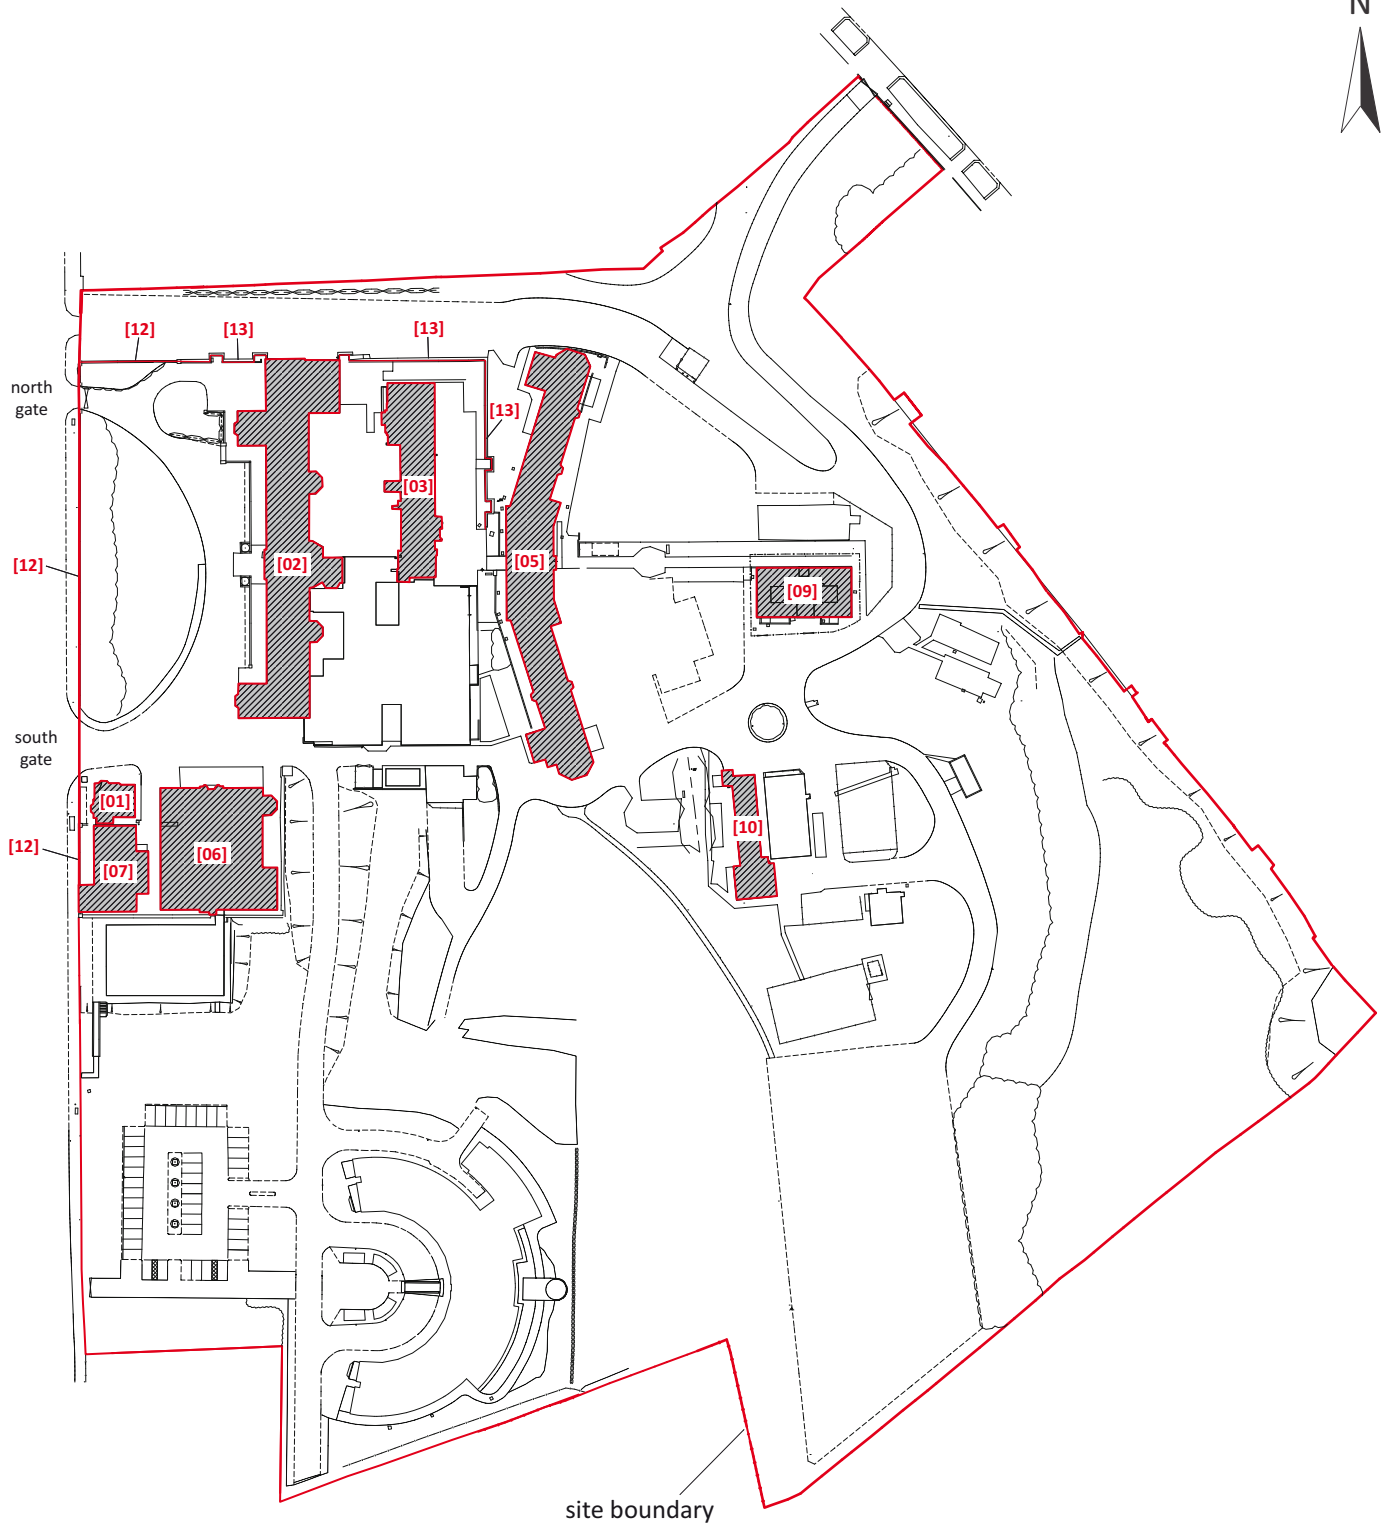 N
[12]
[13]
[13]
north
gate
[13]
[03]
[12]
[02]
[05]
[09]
south
gate
[01]
[10]
[12]
[06]
[07]
site boundary